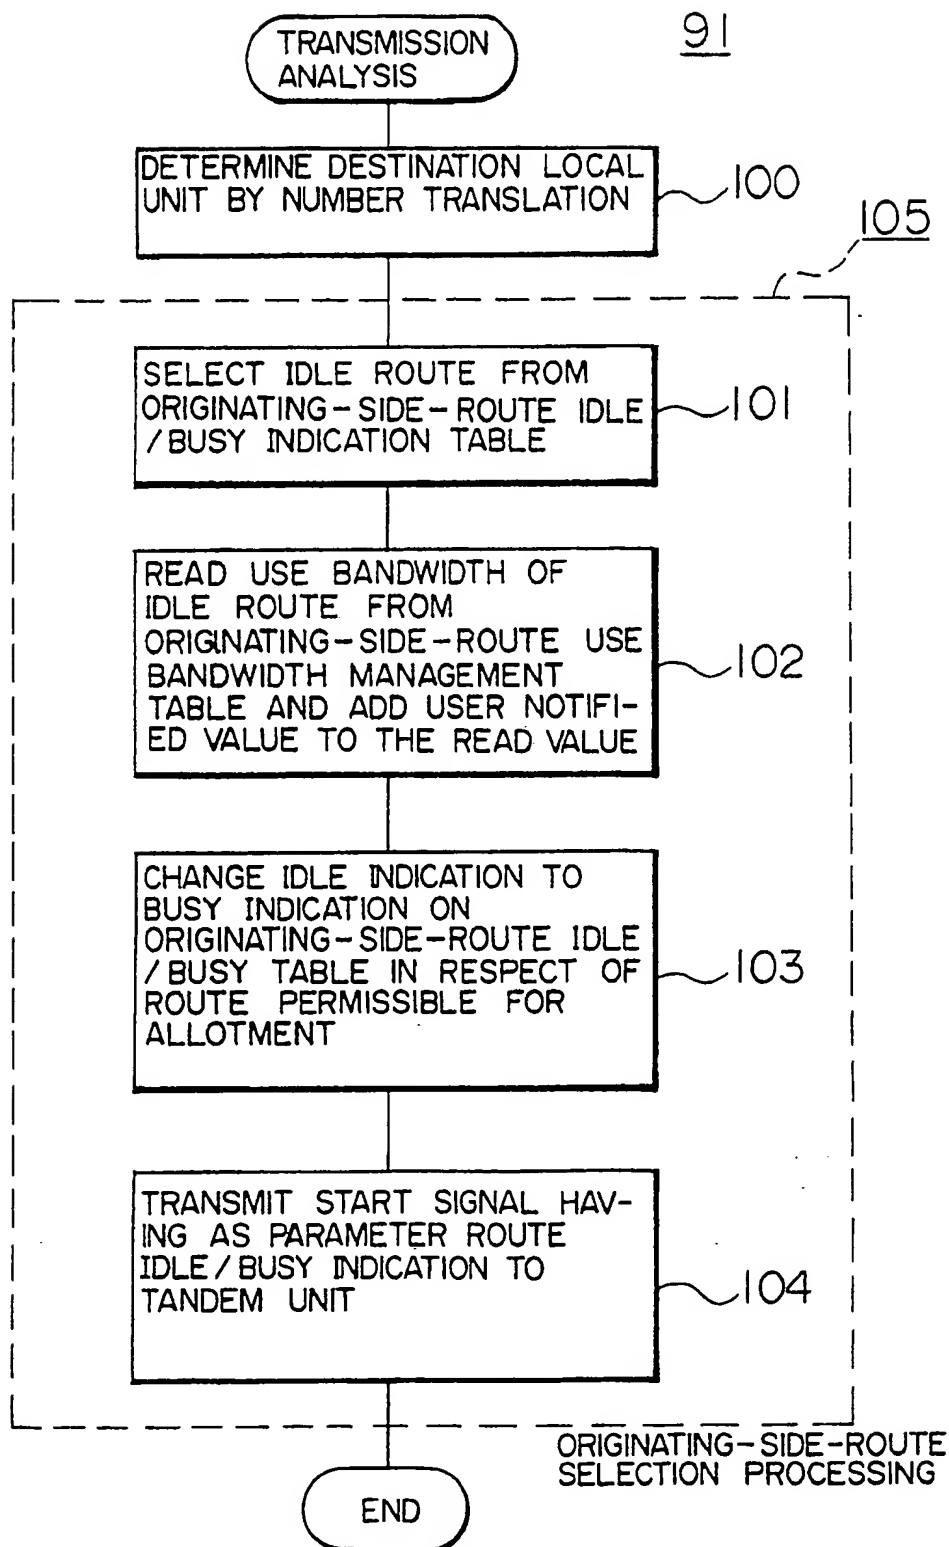 91
TRANSMISSION
ANALYSIS
DETERMINE DESTINATION LOCAL
UNIT BY NUMBER TRANSLATION
100
105
SELECT IDLE ROUTE FROM
ORIGINATING-SIDE-ROUTE IDLE
/BUSY INDICATION TABLE
101
READ USE BANDWIDTH OF
IDLE ROUTE FROM
ORIGINATING-SIDE-ROUTE USE
BANDWIDTH MANAGEMENT
TABLE AND ADD USER NOTIFI-
ED VALUE TO THE READ VALUE
102
CHANGE IDLE INDICATION TO
BUSY INDICATION ON
ORIGINATING-SIDE-ROUTE IDLE
/BUSY TABLE IN RESPECT OF
ROUTE PERMISSIBLE FOR
ALLOTMENT
103
TRANSMIT START SIGNAL HAV-
ING AS PARAMETER ROUTE
IDLE/BUSY INDICATION TO
TANDEM UNIT
104
ORIGINATING-SIDE-ROUTE
SELECTION PROCESSING
END